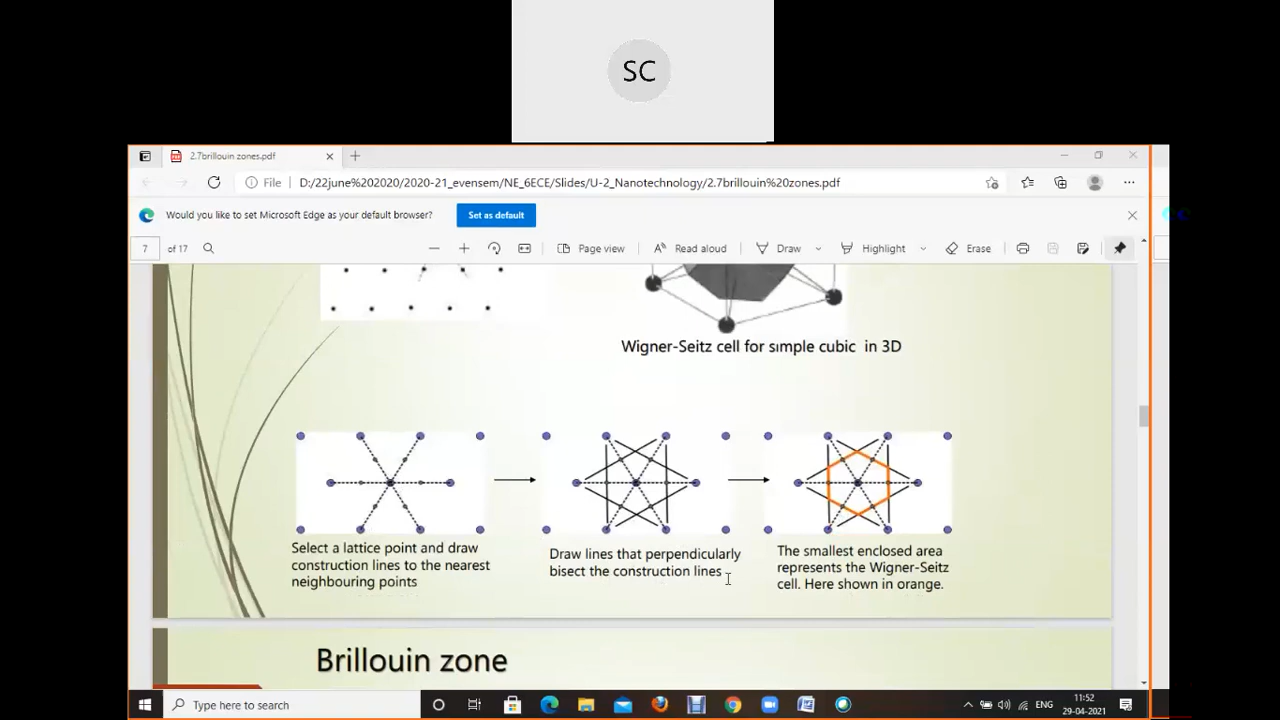 SC
2.7brillouin zones.pdf
File
D:/22june%202020/2020-21_evensem/NE_6ECE/Slides/U-2_Nanotechnology/2.7brillouin%20zones.pdf
Would you like to set Microsoft Edge as your default browser?
Set as default
7 of 17
Page view
Read aloud
Draw
Highlight
Erase
Wigner-Seitz cell for simple cubic in 3D
Select a lattice point and draw
construction lines to the nearest
neighbouring points
Draw lines that perpendicularly
bisect the construction lines
The smallest enclosed area
represents the Wigner-Seitz
cell. Here shown in orange.
Brillouin zone
Type here to search
ENG
11:52
29-04-2021